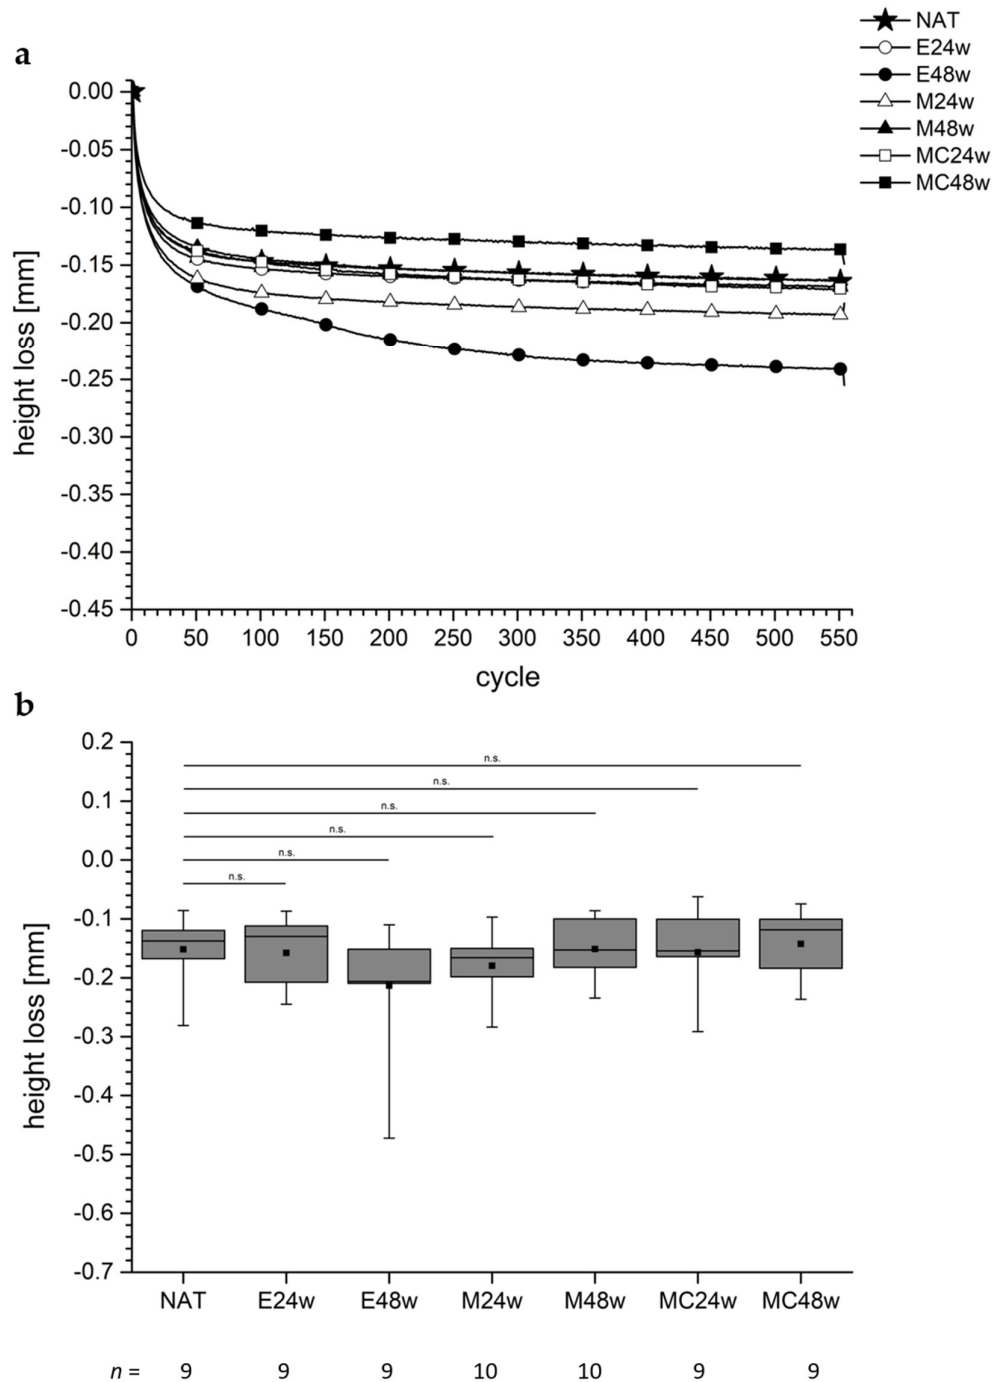 NAT
E24w
E48w
M24w
M48w
MC24w
MC48w
a
0.00
-0.05
-0.10
-0.15
-0.20
-0.25
-0.30
-0.35
-0.40
-0.45
height loss [mm]
0 50 100 150 200 250 300 350 400 450 500 550
cycle
b
0.2
0.1
0.0
-0.1
-0.2
-0.3
-0.4
-0.5
-0.6
-0.7
height loss [mm]
n.s.
n.s.
n.s.
n.s.
n.s.
n.s.
NAT E24w E48w M24w M48w MC24w MC48w
n = 9 9 9 10 10 9 9